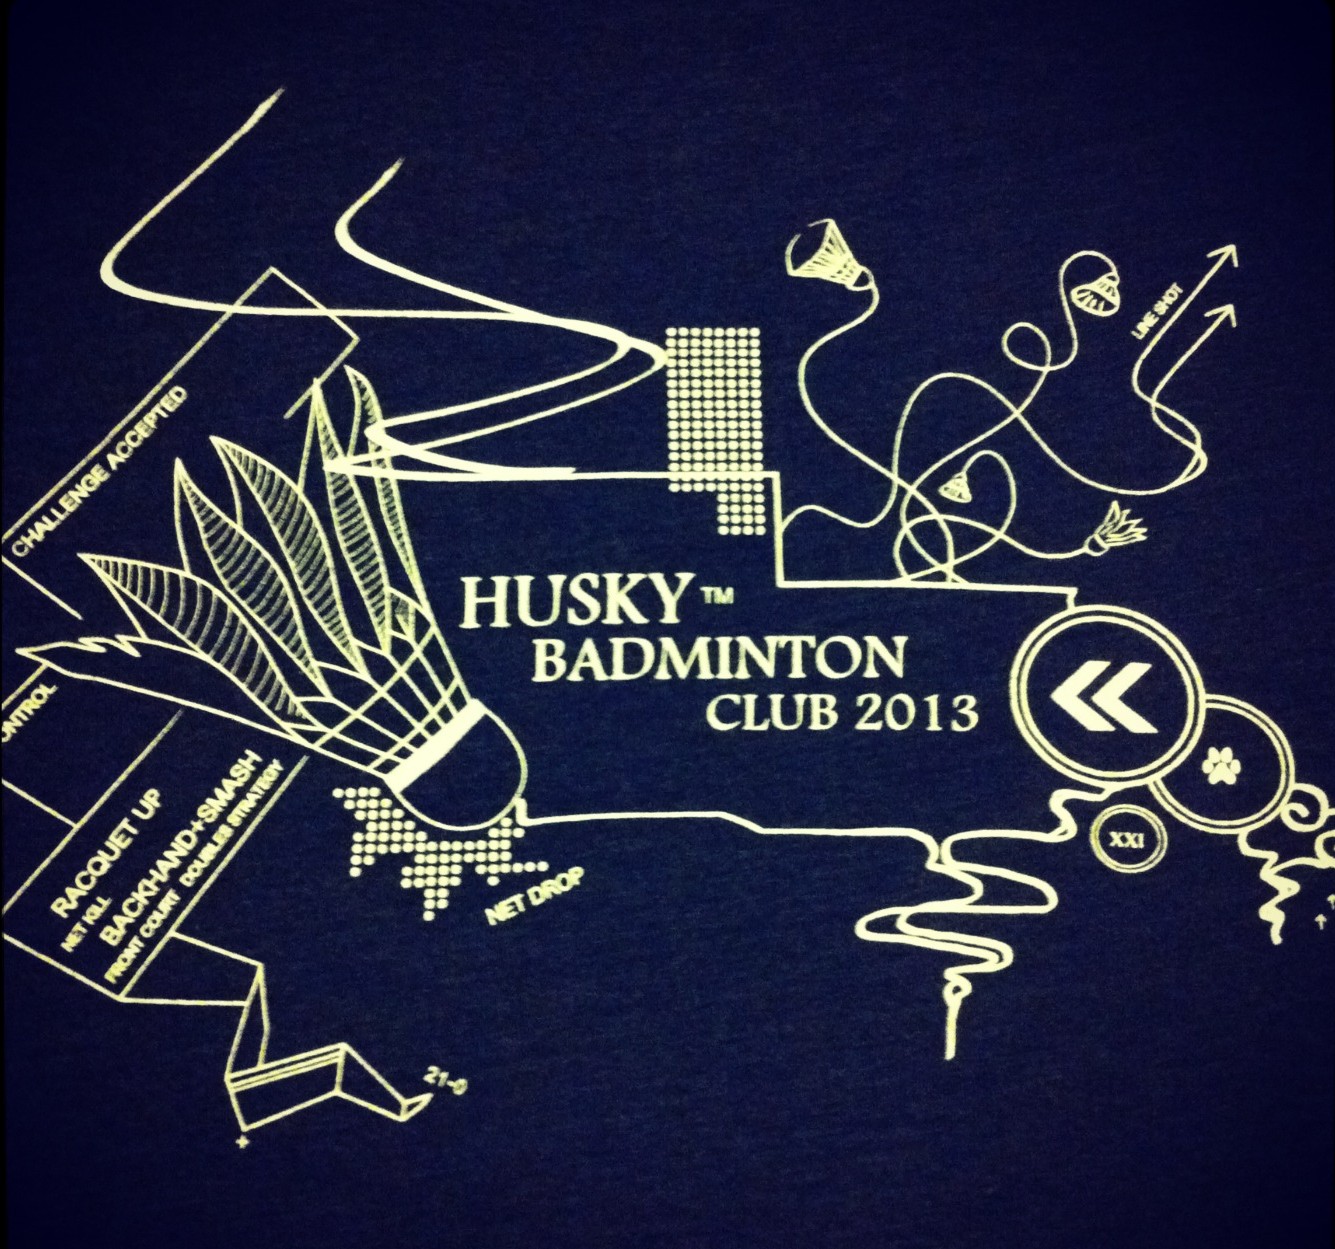 LINE SHOT
CHALLENGE ACCEPTED
HUSKY™
BADMINTON
CLUB 2013
ONTROL
RACQUET UP
NET KILL
BACKHAND+SMASH
FRONT COURT DOUBLES STRATEGY
XXI
NET DROP
21-0